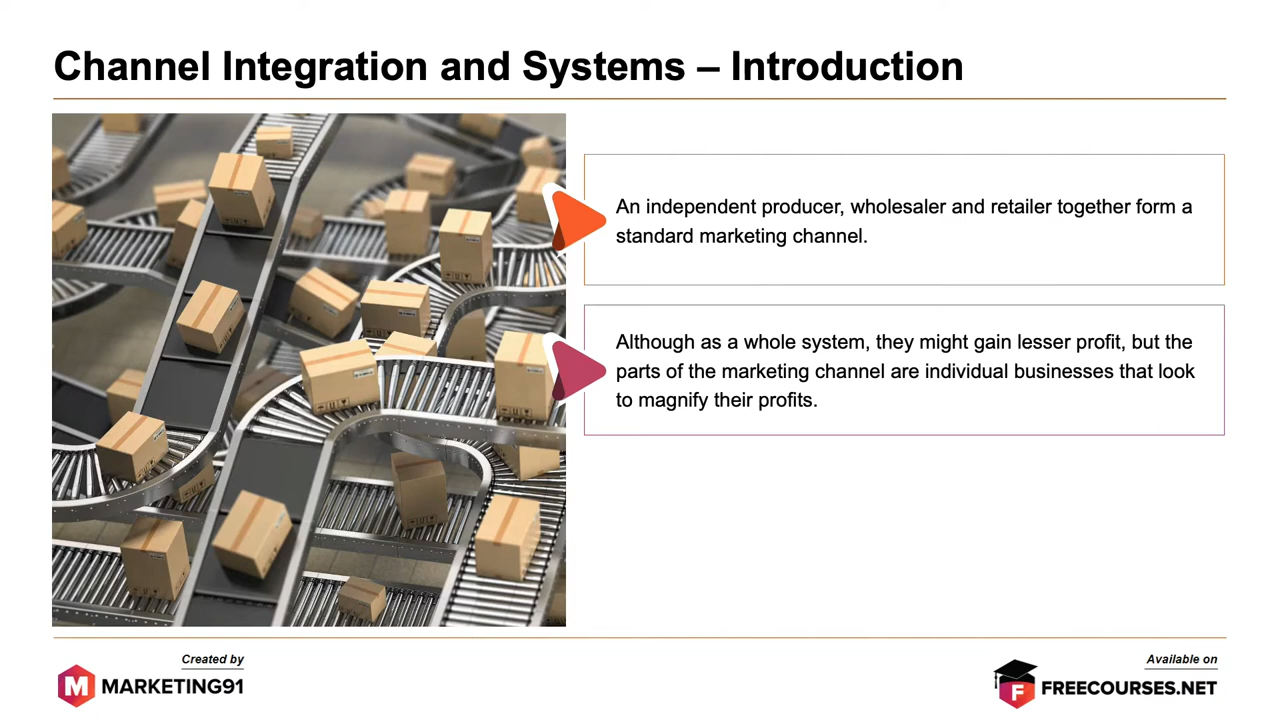 Channel Integration and Systems – Introduction
An independent producer, wholesaler and retailer together form a
standard marketing channel.
Although as a whole system, they might gain lesser profit, but the
parts of the marketing channel are individual businesses that look
to magnify their profits.
Created by
M MARKETING91
Available on
F FREECOURSES.NET